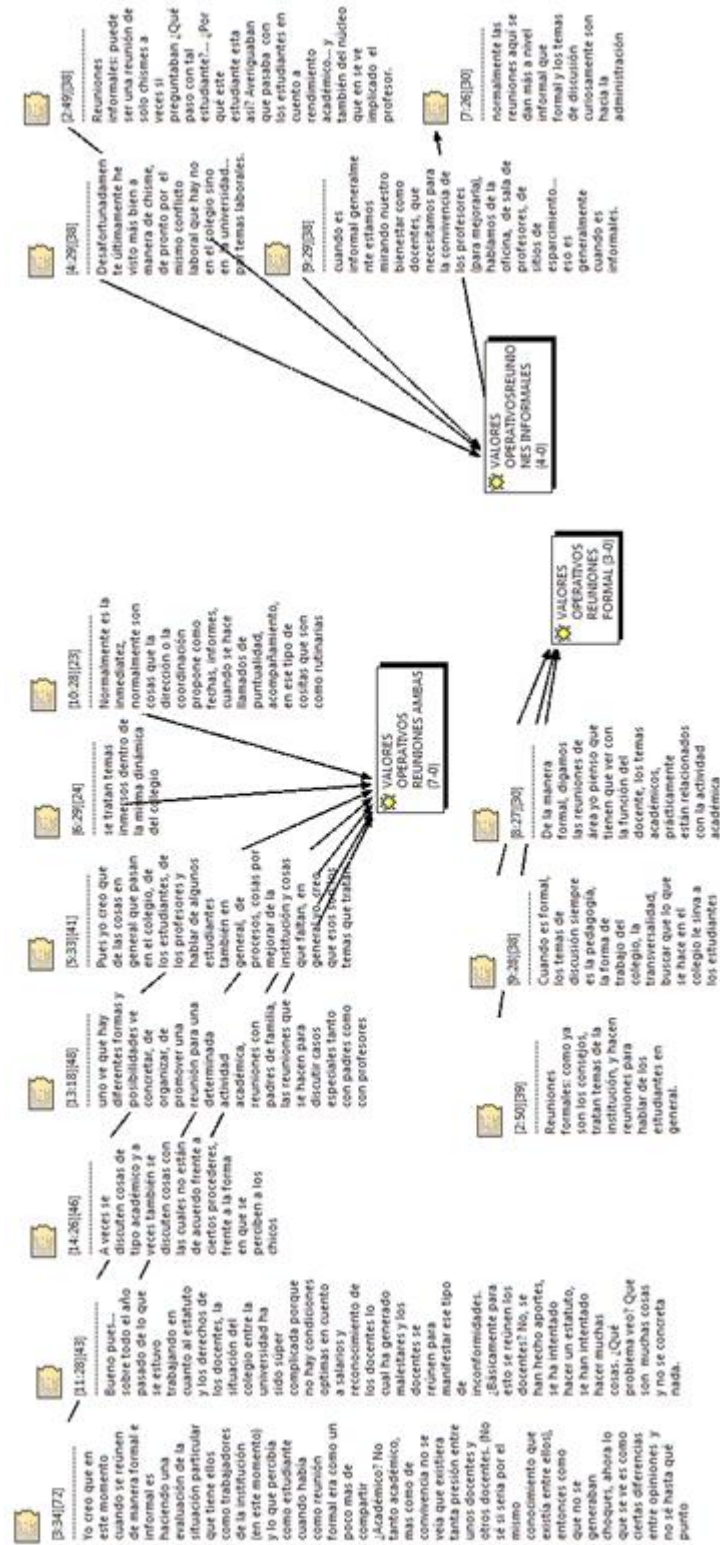 [3:34][72]
Yo creo que en
este momento
cuando se reúnen
de manera formal e
informal es
haciendo una
evaluación de la
situación particular
que tiene ellos
como trabajadores
de la institución
(en este momento)
y lo que percibía
como estudiante
cuando había
como reunión
formal era como un
poco mas de
compartir
¿Académico? No
tanto académico,
mas como de
convivencia no se
veía que existiera
tanta presión entre
unos docentes y
otros docentes. (No
sé si sería por el
mismo
conocimiento que
existía entre ellos),
entonces como
que no se
generaban
choques, ahora lo
que se ve es como
ciertas diferencias
entre opiniones y
no sé hasta qué
punto
[11:28][43]
Bueno pues...
sobre todo el año
pasado de lo que
se estuvo
trabajando en
cuanto al estatuto
y los derechos de
los docentes, la
situación del
colegio entre la
universidad ha
sido súper
complicada porque
no hay condiciones
optimas en cuento
a salarios y
reconocimiento de
los docentes lo
cual ha generado
malestares y los
docentes se
reúnen para
manifestar ese tipo
de
inconformidades.
¿Básicamente para
esto se reúnen los
docentes? No, se
han hecho aportes,
se ha intentado
hacer un estatuto,
se han intentado
hacer muchas
cosas. ¿Qué
problema veo? Que
son muchas cosas
y no se concreta
nada.
[14:26][46]
A veces se
discuten cosas de
tipo académico y a
veces también se
discuten cosas con
las cuales no están
de acuerdo frente a
ciertos procederes,
frente a la forma
en que se
perciben a los
chicos
[13:18][48]
uno ve que hay
diferentes formas y
posibilidades ve
concretar, de
organizar, de
promover una
reunión para una
determinada
actividad
académica,
reuniones con
padres de familia,
las reuniones que
se hacen para
discutir casos
especiales tanto
con padres como
con profesores
[5:33][41]
Pues yo creo que
de las cosas en
general que pasan
en el colegio, de
los estudiantes, de
los profesores y
hablar de algunos
estudiantes
también en
general, de
procesos, cosas por
mejorar de la
institución y cosas
que faltan, en
general yo creo
que esos
temas que tratan
[6:29][24]
se tratan temas
inmersos dentro de
la misma dinámica
del colegio
[10:28][23]
Normalmente es la
inmediatez,
normalmente son
cosas que la
dirección o la
coordinación
propone como
fechas, informes,
cuando se hace
llamados de
puntualidad,
acompañamiento,
en ese tipo de
cositas que son
como rutinarias
VALORES
OPERATIVOS
REUNIONES AMBAS
(7-0)
[2:50][39]
Reuniones
formales: como ya
son los consejos,
tratan temas de la
institución, y hacen
reuniones para
hablar de los
estudiantes en
general.
[9:28][38]
Cuando es formal,
los temas de
discusión siempre
es la pedagogía,
la forma de
trabajo del
colegio, la
transversalidad,
buscar que lo que
se hace en el
colegio le sirva a
los estudiantes
[8:27][30]
De la manera
formal, digamos
las reuniones de
área yo pienso que
tienen que ver con
la función del
docente, los temas
académicos,
prácticamente
están relacionados
con la actividad
académica
VALORES
OPERATIVOS
REUNIONES
FORMAL (3-0)
[4:29][38]
Desafortunadamen
te últimamente he
visto más bien a
manera de chisme,
de pronto por el
mismo conflicto
laboral que hay no
en el colegio sino
en la universidad...
por temas laborales.
[2:49][38]
Reuniones
informales: puede
ser una reunión de
solo chismes a
veces si
preguntaban ¿Qué
paso con tal
estudiante?... ¿Por
qué este
estudiante esta
así? Averiguaban
que pasaba con
los estudiantes en
cuento a
rendimiento
académico... y
también del núcleo
que en se ve
implicado el
profesor.
[9:29][38]
cuando es
informal generalme
nte estamos
mirando nuestro
bienestar como
docentes, que
necesitamos para
la convivencia de
los profesores
(para mejorarla),
hablamos de la
oficina, de sala de
profesores, de
sitios de
esparcimiento...
eso es
generalmente
cuando es
informales.
[7:26][30]
normalmente las
reuniones aquí se
dan más a nivel
informal que
formal y los temas
de discusión
curiosamente son
hacia la
administración
VALORES
OPERATIVOSREUNIO
NES INFORMALES
(4-0)